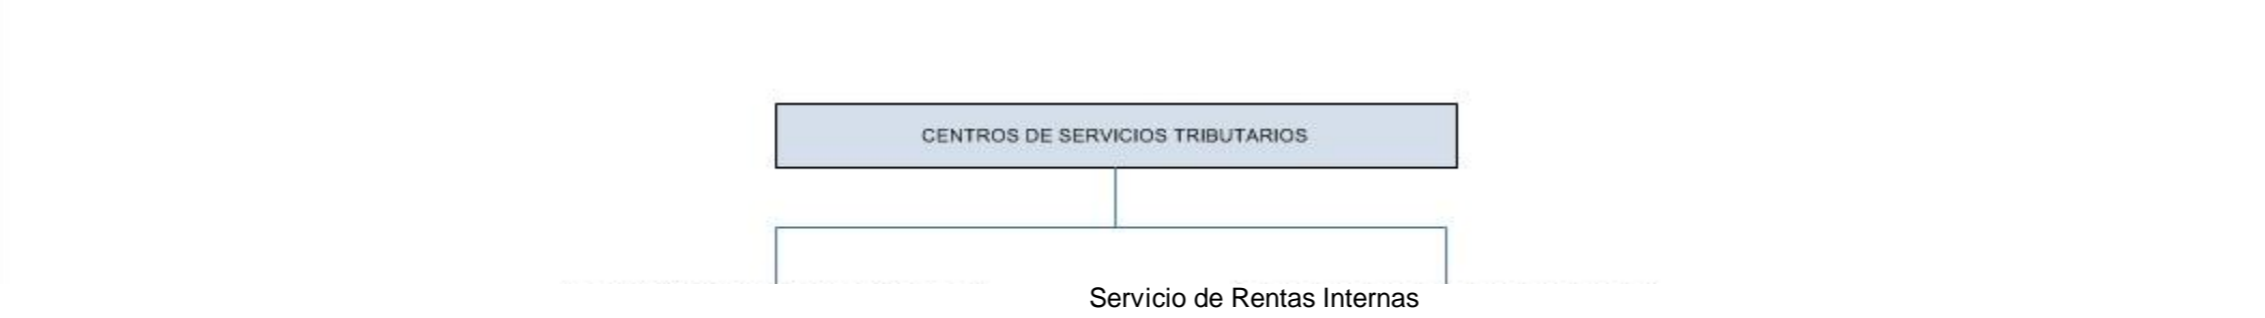 CENTROS DE SERVICIOS TRIBUTARIOS
Servicio de Rentas Internas